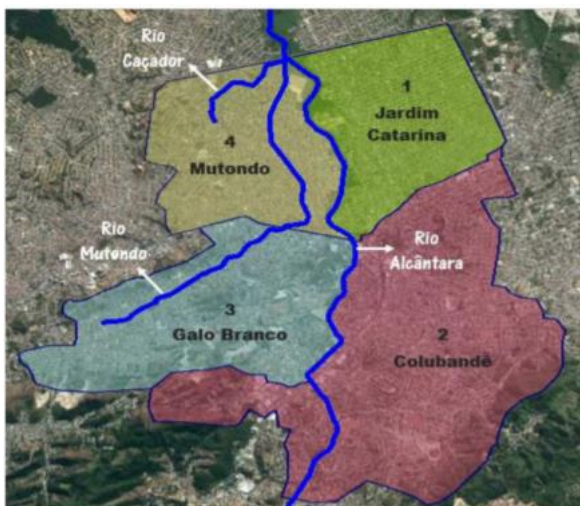 Rio
Caçador
1
Jardim
Catarina
4
Mutondo
Rio
Mutondo
Rio
Alcântara
3
Galo Branco
2
Colubandê